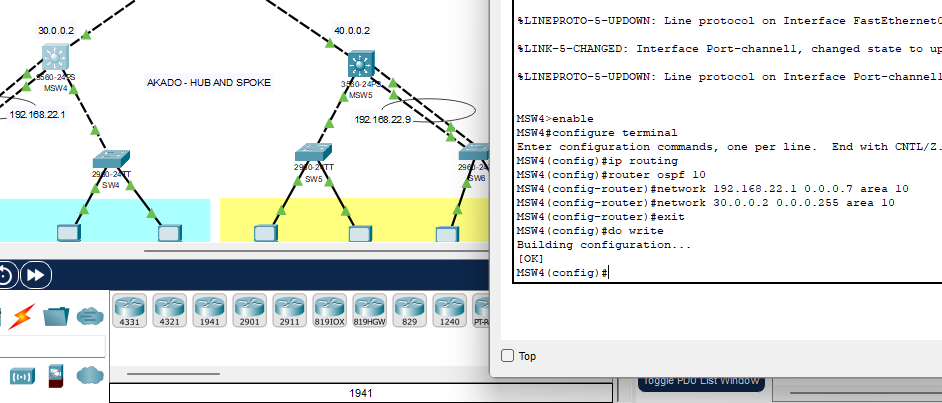 30.0.0.2
3560-24PS
MSW4
192.168.22.1
40.0.0.2
AKADO - HUB AND SPOKE
3560-24PS
MSW5
192.168.22.9
2960-24TT
SW4
2960-24TT
SW5
2960-24
SW6
%LINEPROTO-5-UPDOWN: Line protocol on Interface FastEthernet0
%LINK-5-CHANGED: Interface Port-channel1, changed state to up
%LINEPROTO-5-UPDOWN: Line protocol on Interface Port-channel1
MSW4>enable
MSW4#configure terminal
Enter configuration commands, one per line.  End with CNTL/Z.
MSW4(config)#ip routing
MSW4(config)#router ospf 10
MSW4(config-router)#network 192.168.22.1 0.0.0.7 area 10
MSW4(config-router)#network 30.0.0.2 0.0.0.255 area 10
MSW4(config-router)#exit
MSW4(config)#do write
Building configuration...
[OK]
MSW4(config)#
Top
4331 4321 1941 2901 2911 819IOX 819HGW 829 1240 PT-R
Toggle PDU List Window
1941